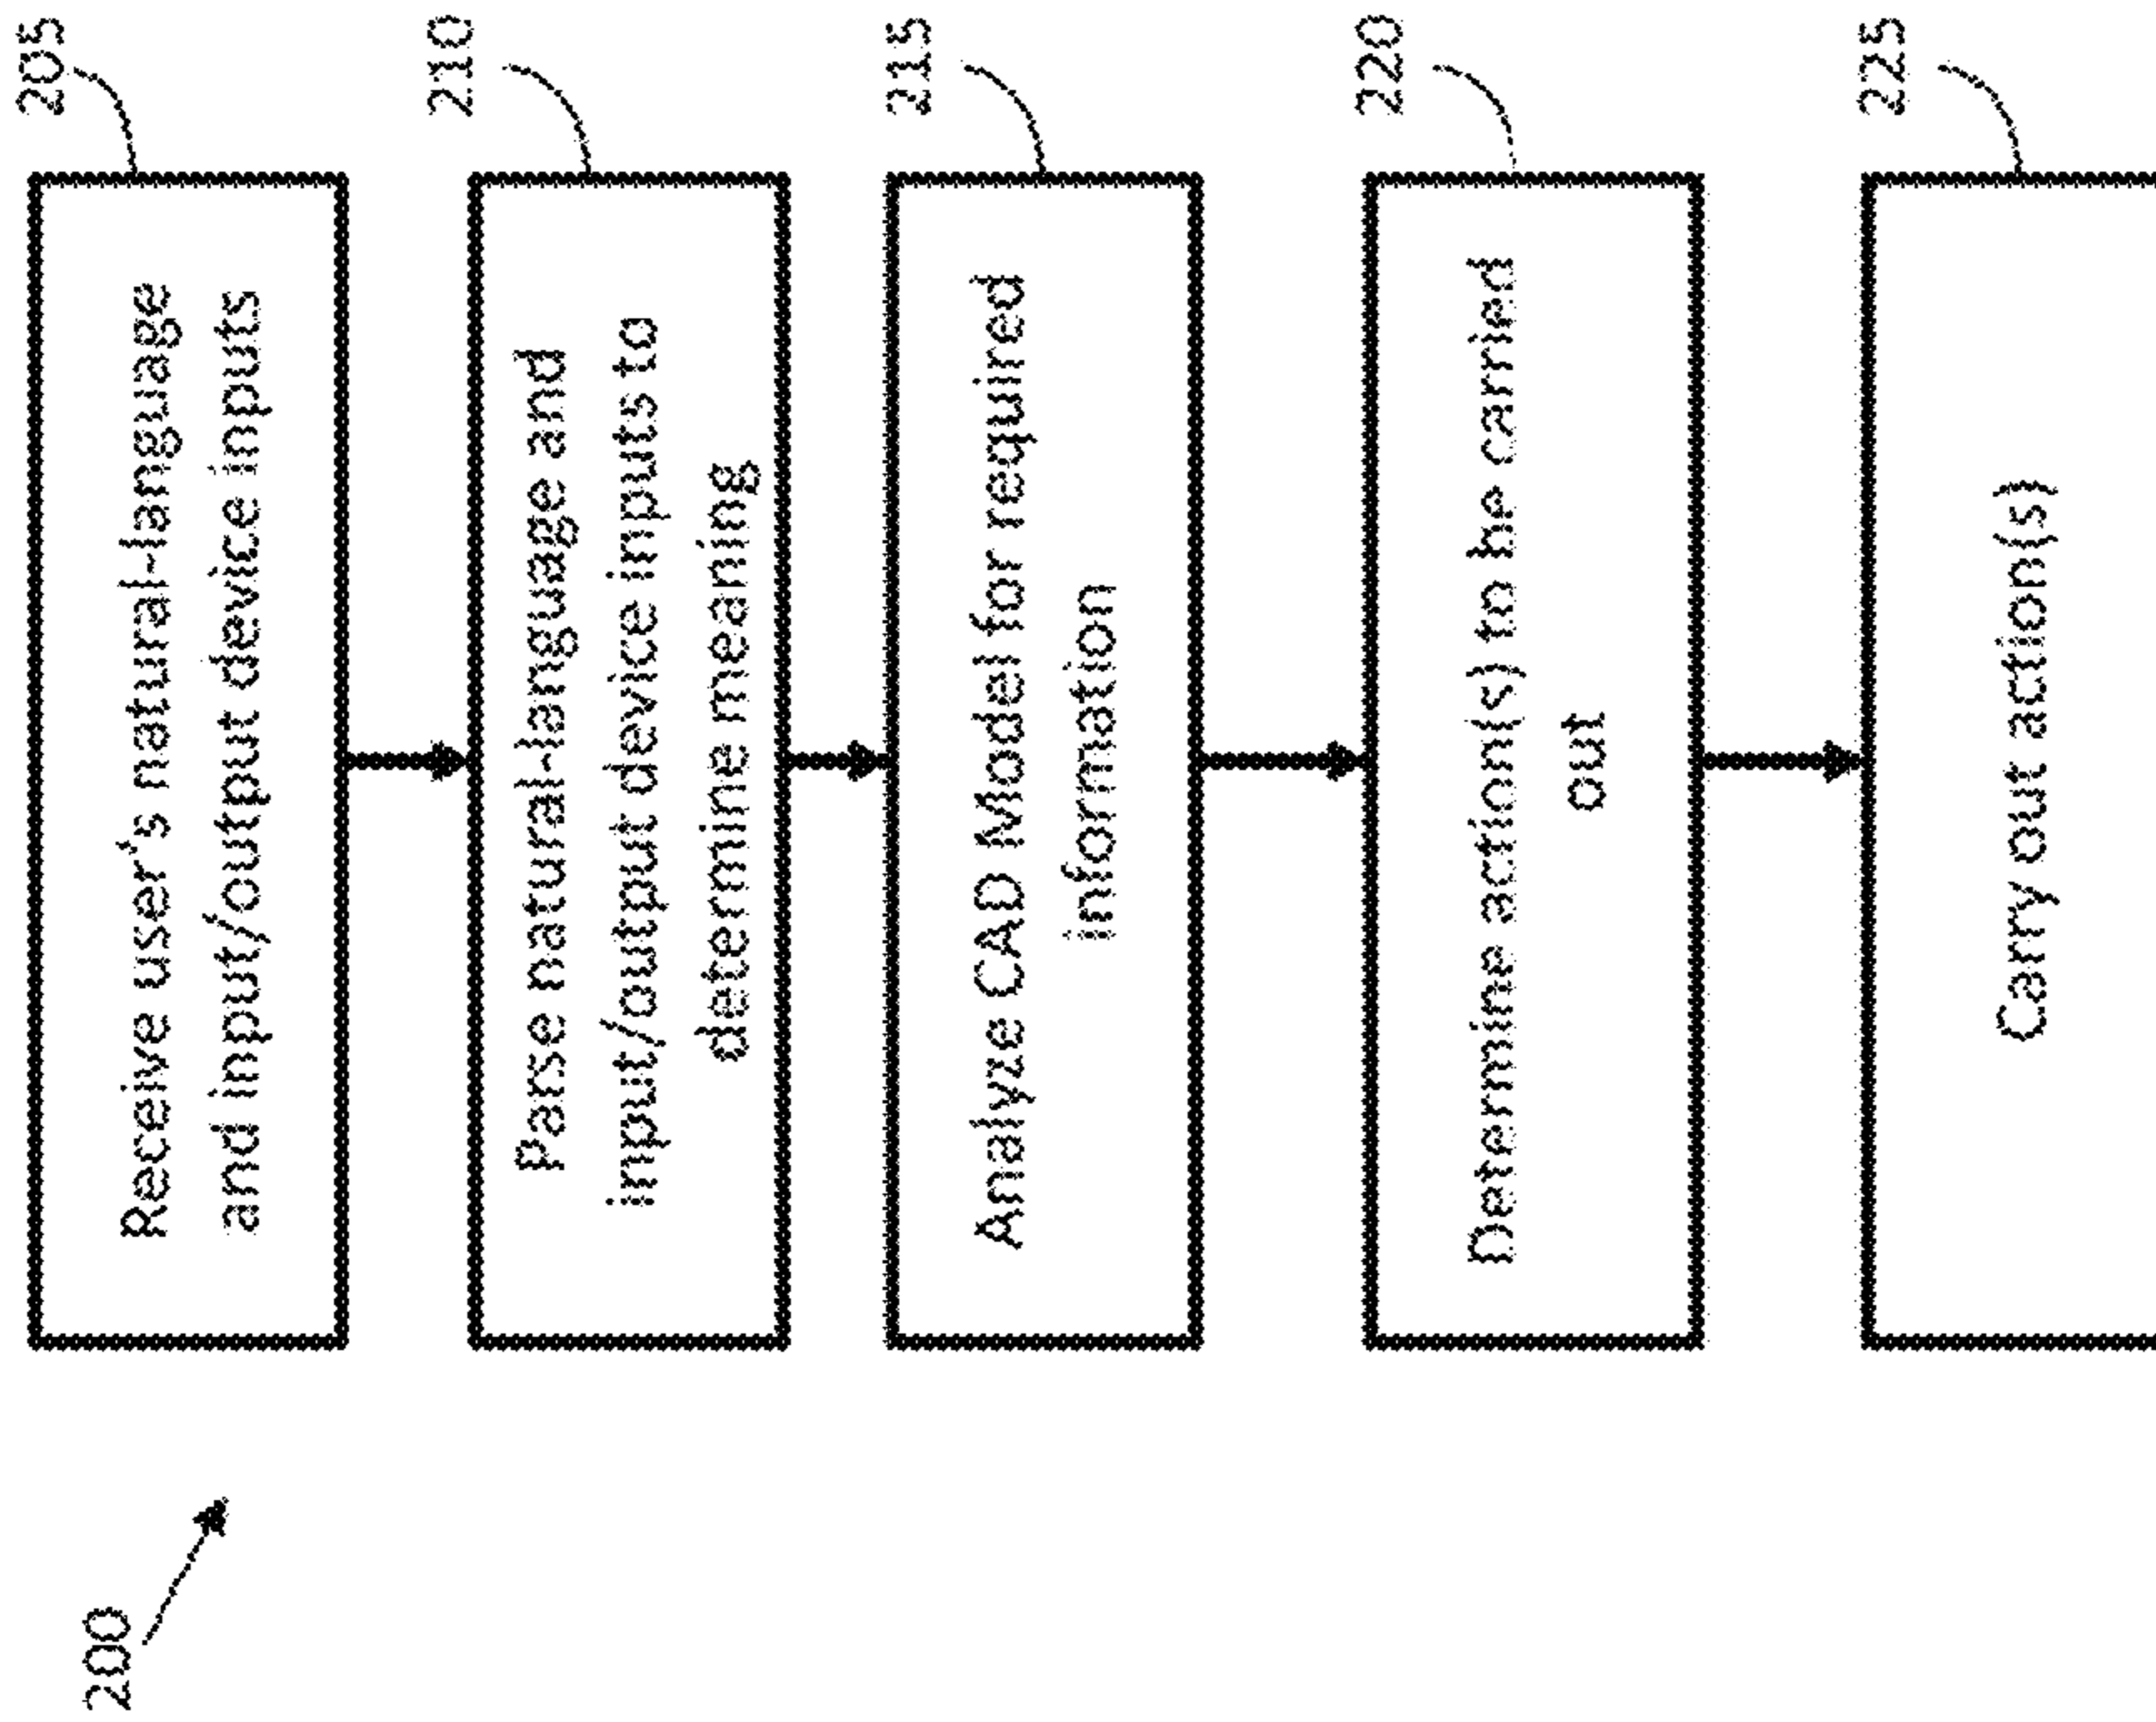 200
205
Receive user's natural-language
and input/output device inputs
210
Parse natural-language and
input/output device inputs to
determine meaning
215
Analyze CAD Model for required
information
220
Determine action(s) to be carried
out
225
Carry out action(s)